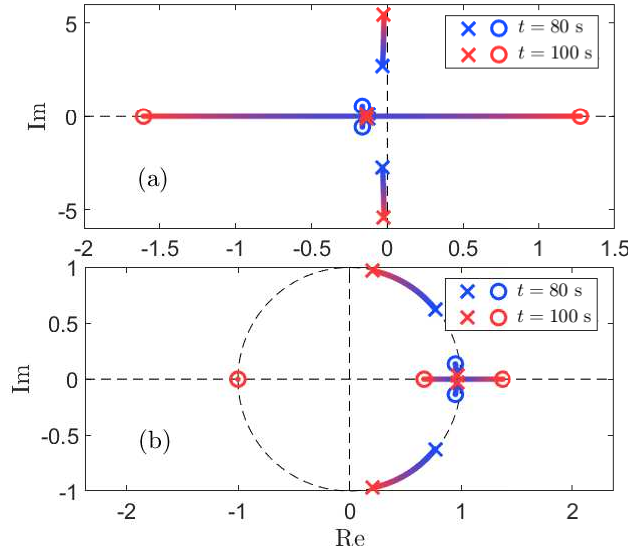 5
0
-5
Im
(a)
t = 80 s
t = 100 s
-2 -1.5 -1 -0.5 0 0.5 1 1.5
1
0.5
0
-0.5
-1
Im
(b)
t = 80 s
t = 100 s
-2 -1 0 1 2
Re